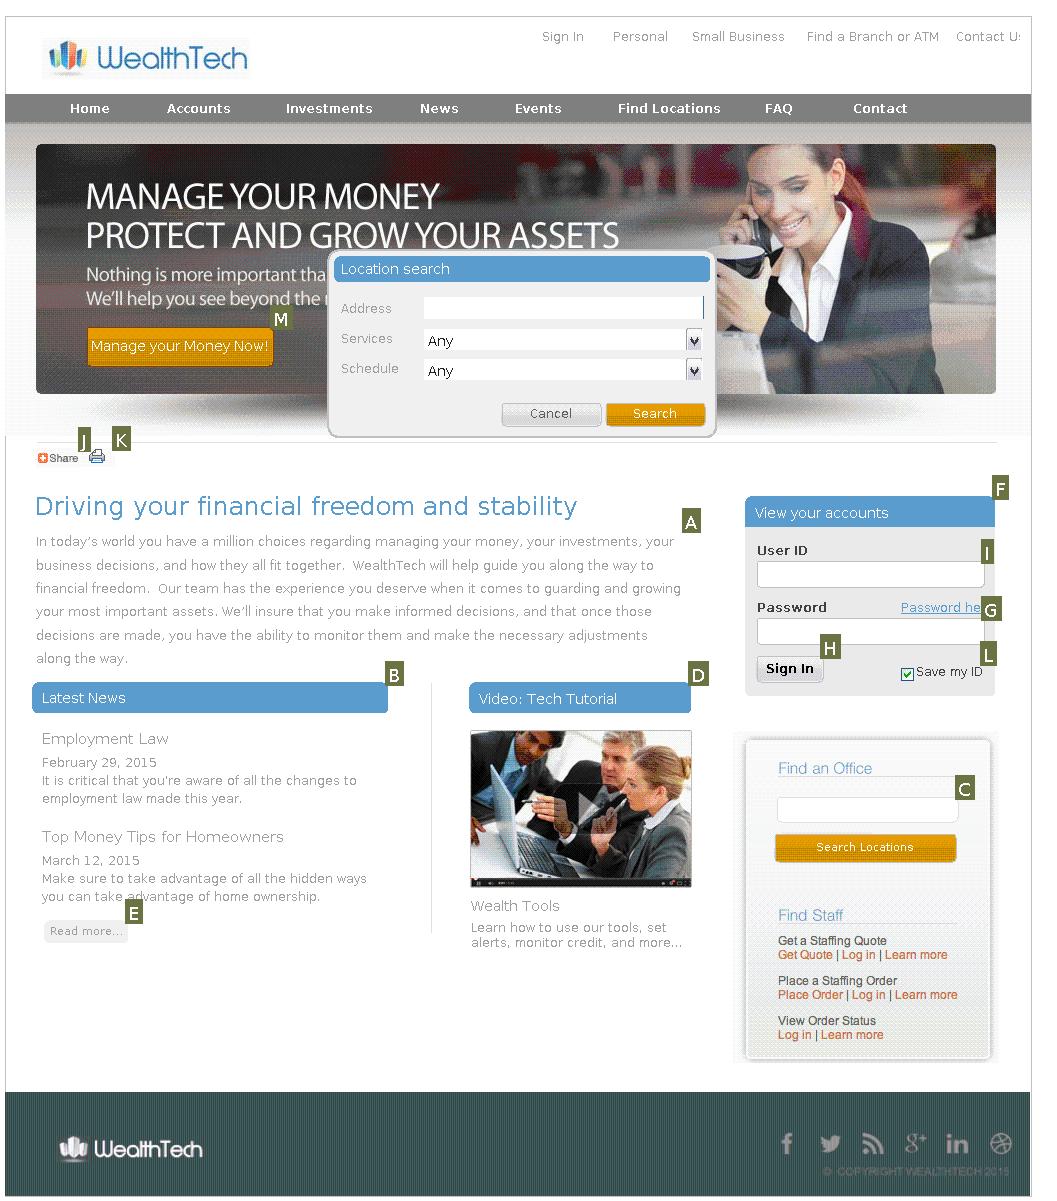 WealthTech
Sign In Personal Small Business Find a Branch or ATM Contact Us
Home Accounts Investments News Events Find Locations FAQ Contact
MANAGE YOUR MONEY
PROTECT AND GROW YOUR ASSETS
Nothing is more important tha
We'll help you see beyond the
M
Manage your Money Now!
Location search
Address
Services Any
Schedule Any
Cancel Search
J K
Share
Driving your financial freedom and stability
A
In today's world you have a million choices regarding managing your money, your investments, your
business decisions, and how they all fit together. WealthTech will help guide you along the way to
financial freedom. Our team has the experience you deserve when it comes to guarding and growing
your most important assets. We'll insure that you make informed decisions, and that once those
decisions are made, you have the ability to monitor them and make the necessary adjustments
along the way.
F
View your accounts
User ID I
Password Password he G
H L
Sign In Save my ID
B
Latest News
Employment Law
February 29, 2015
It is critical that you're aware of all the changes to
employment law made this year.
Top Money Tips for Homeowners
March 12, 2015
Make sure to take advantage of all the hidden ways
you can take advantage of home ownership.
E
Read more...
D
Video: Tech Tutorial
Wealth Tools
Learn how to use our tools, set
alerts, monitor credit, and more...
Find an Office
C
Search Locations
Find Staff
Get a Staffing Quote
Get Quote | Log in | Learn more
Place a Staffing Order
Place Order | Log in | Learn more
View Order Status
Log in | Learn more
WealthTech
© COPYRIGHT WEALTHTECH 2015